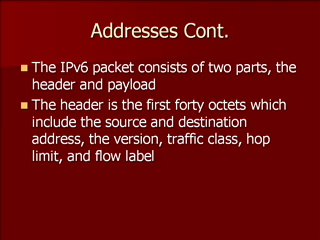 Addresses Cont.
The IPv6 packet consists of two parts, the
header and payload
The header is the first forty octets which
include the source and destination
address, the version, traffic class, hop
limit, and flow label